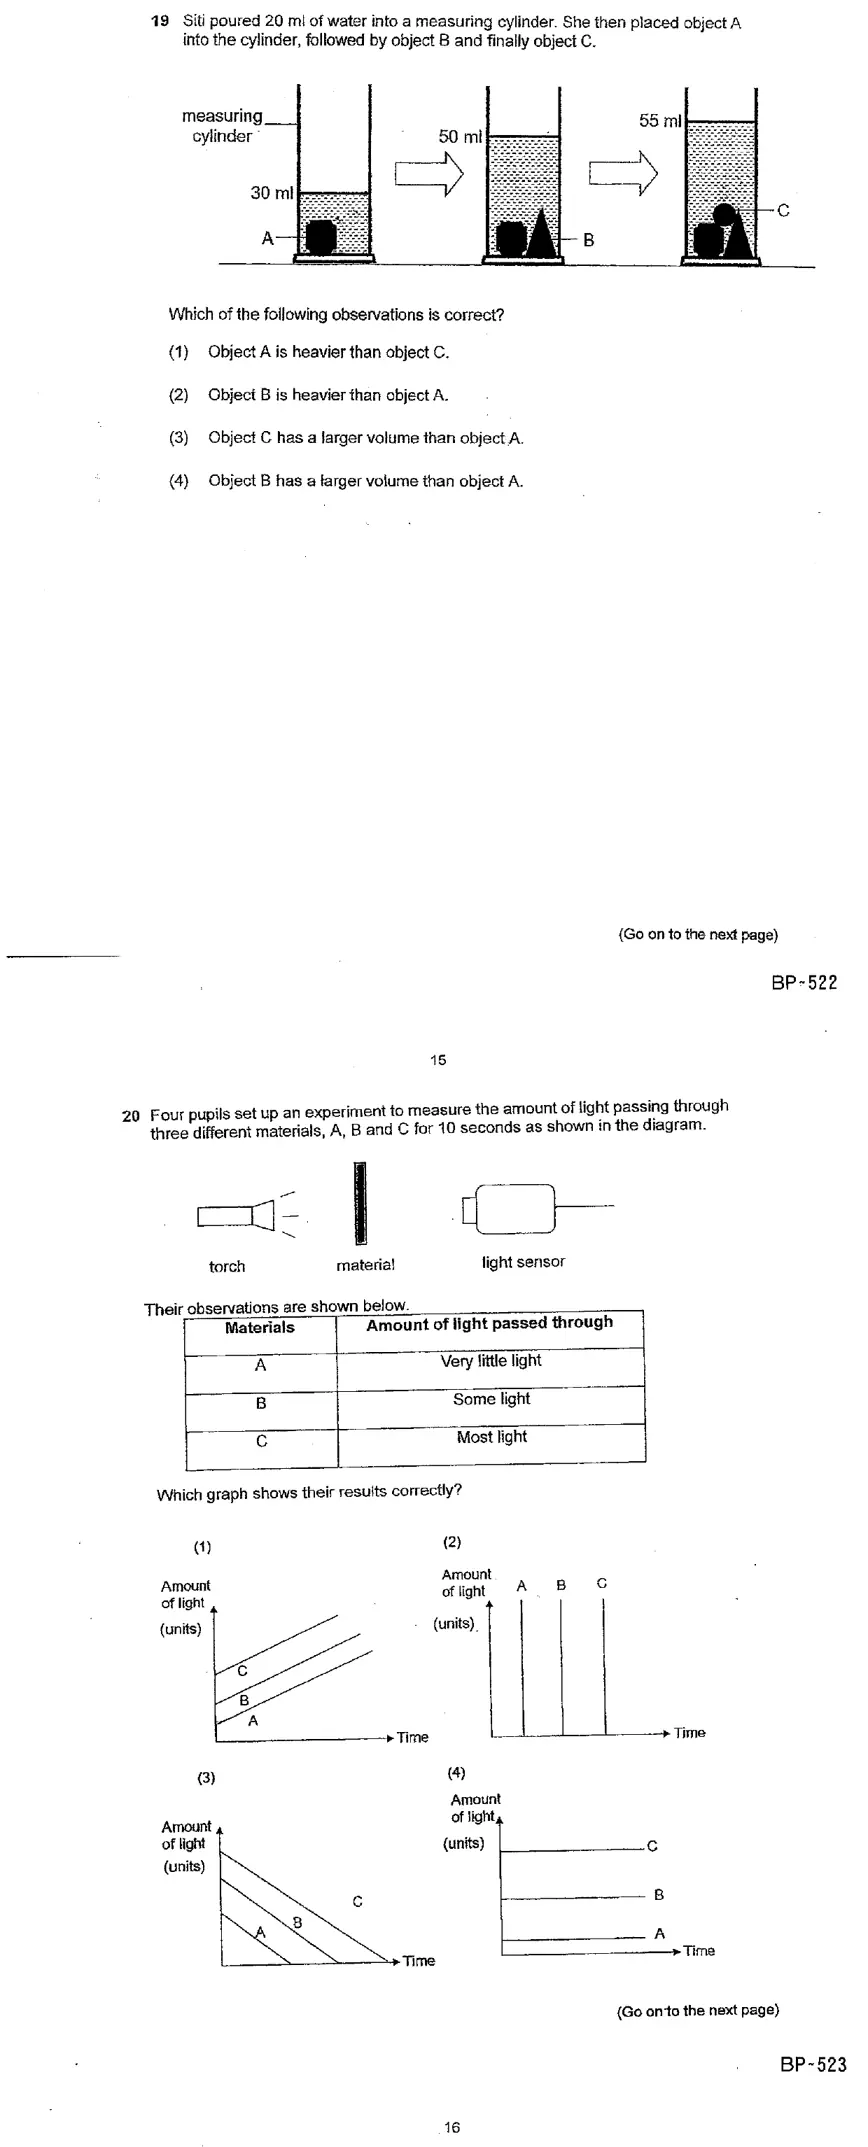 19 Siti poured 20 ml of water into a measuring cylinder. She then placed object A
into the cylinder, followed by object B and finally object C.
measuring
cylinder
30 ml
A
50 ml
B
55 ml
C
Which of the following observations is correct?
(1) Object A is heavier than object C.
(2) Object B is heavier than object A.
(3) Object C has a larger volume than object A.
(4) Object B has a larger volume than object A.
(Go on to the next page)
BP-522
15
20 Four pupils set up an experiment to measure the amount of light passing through
three different materials, A, B and C for 10 seconds as shown in the diagram.
torch
material
light sensor
Their observations are shown below.
Materials Amount of light passed through
A Very little light
B Some light
C Most light
Which graph shows their results correctly?
(1)
Amount
of light
(units)
C
B
A
Time
(2)
Amount
of light
(units)
A B C
Time
(3)
Amount
of light
(units)
A
B
C
Time
(4)
Amount
of light
(units)
C
B
A
Time
(Go on to the next page)
BP-523
16